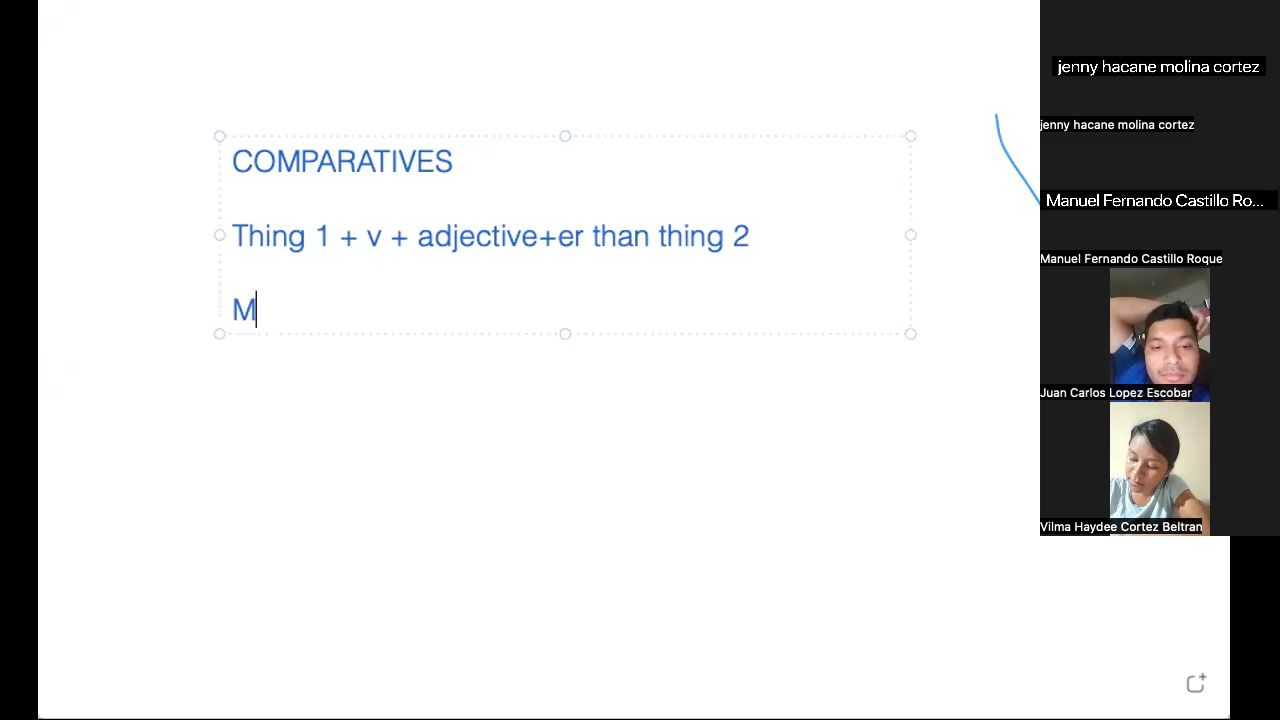 COMPARATIVES
Thing 1 + v + adjective+er than thing 2
M
jenny hacane molina cortez
jenny hacane molina cortez
Manuel Fernando Castillo Ro...
Manuel Fernando Castillo Roque
Juan Carlos Lopez Escobar
Vilma Haydee Cortez Beltran